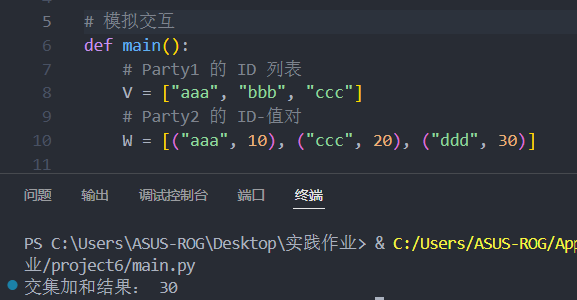 5 # 模拟交互
6 def main():
7 # Party1 的 ID 列表
8 V = ["aaa", "bbb", "ccc"]
9 # Party2 的 ID-值对
10 W = [("aaa", 10), ("ccc", 20), ("ddd", 30)]
11
问题 输出 调试控制台 端口 终端
PS C:\Users\ASUS-ROG\Desktop\实践作业> & C:/Users/ASUS-ROG/App
业/project6/main.py
交集加和结果： 30